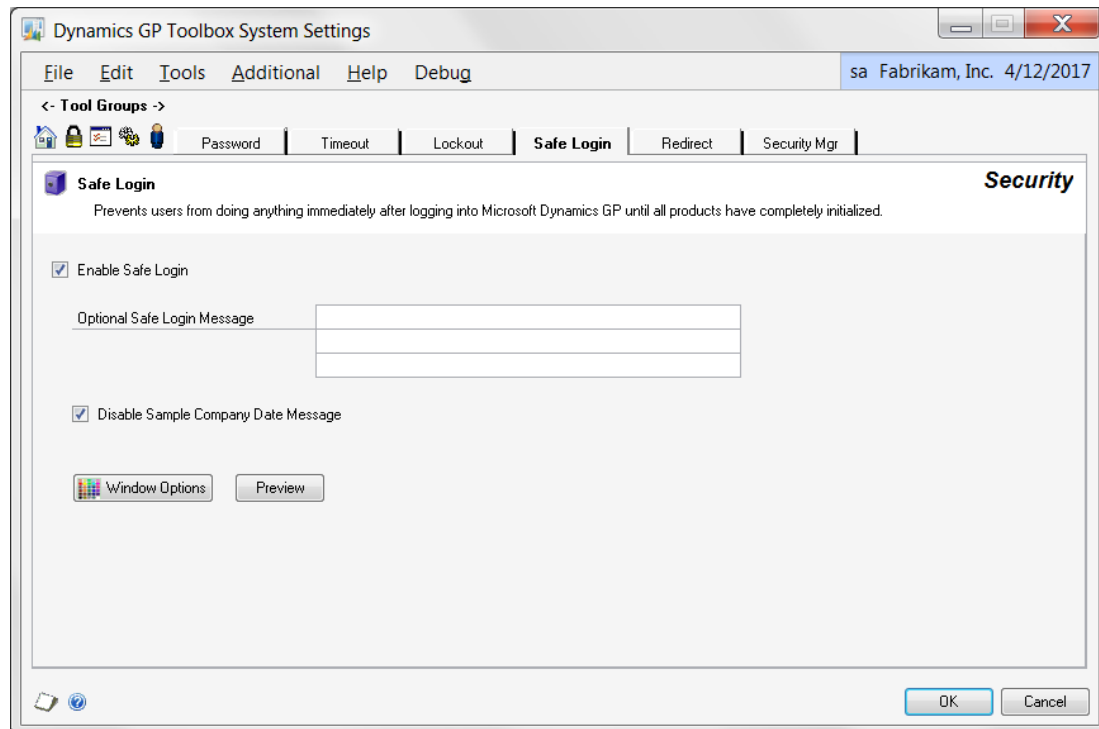 Dynamics GP Toolbox System Settings
File Edit Tools Additional Help Debug sa Fabrikam, Inc. 4/12/2017
<- Tool Groups ->
Password Timeout Lockout Safe Login Redirect Security Mgr
Safe Login Security
Prevents users from doing anything immediately after logging into Microsoft Dynamics GP until all products have completely initialized.
Enable Safe Login
Optional Safe Login Message
Disable Sample Company Date Message
Window Options Preview
OK Cancel